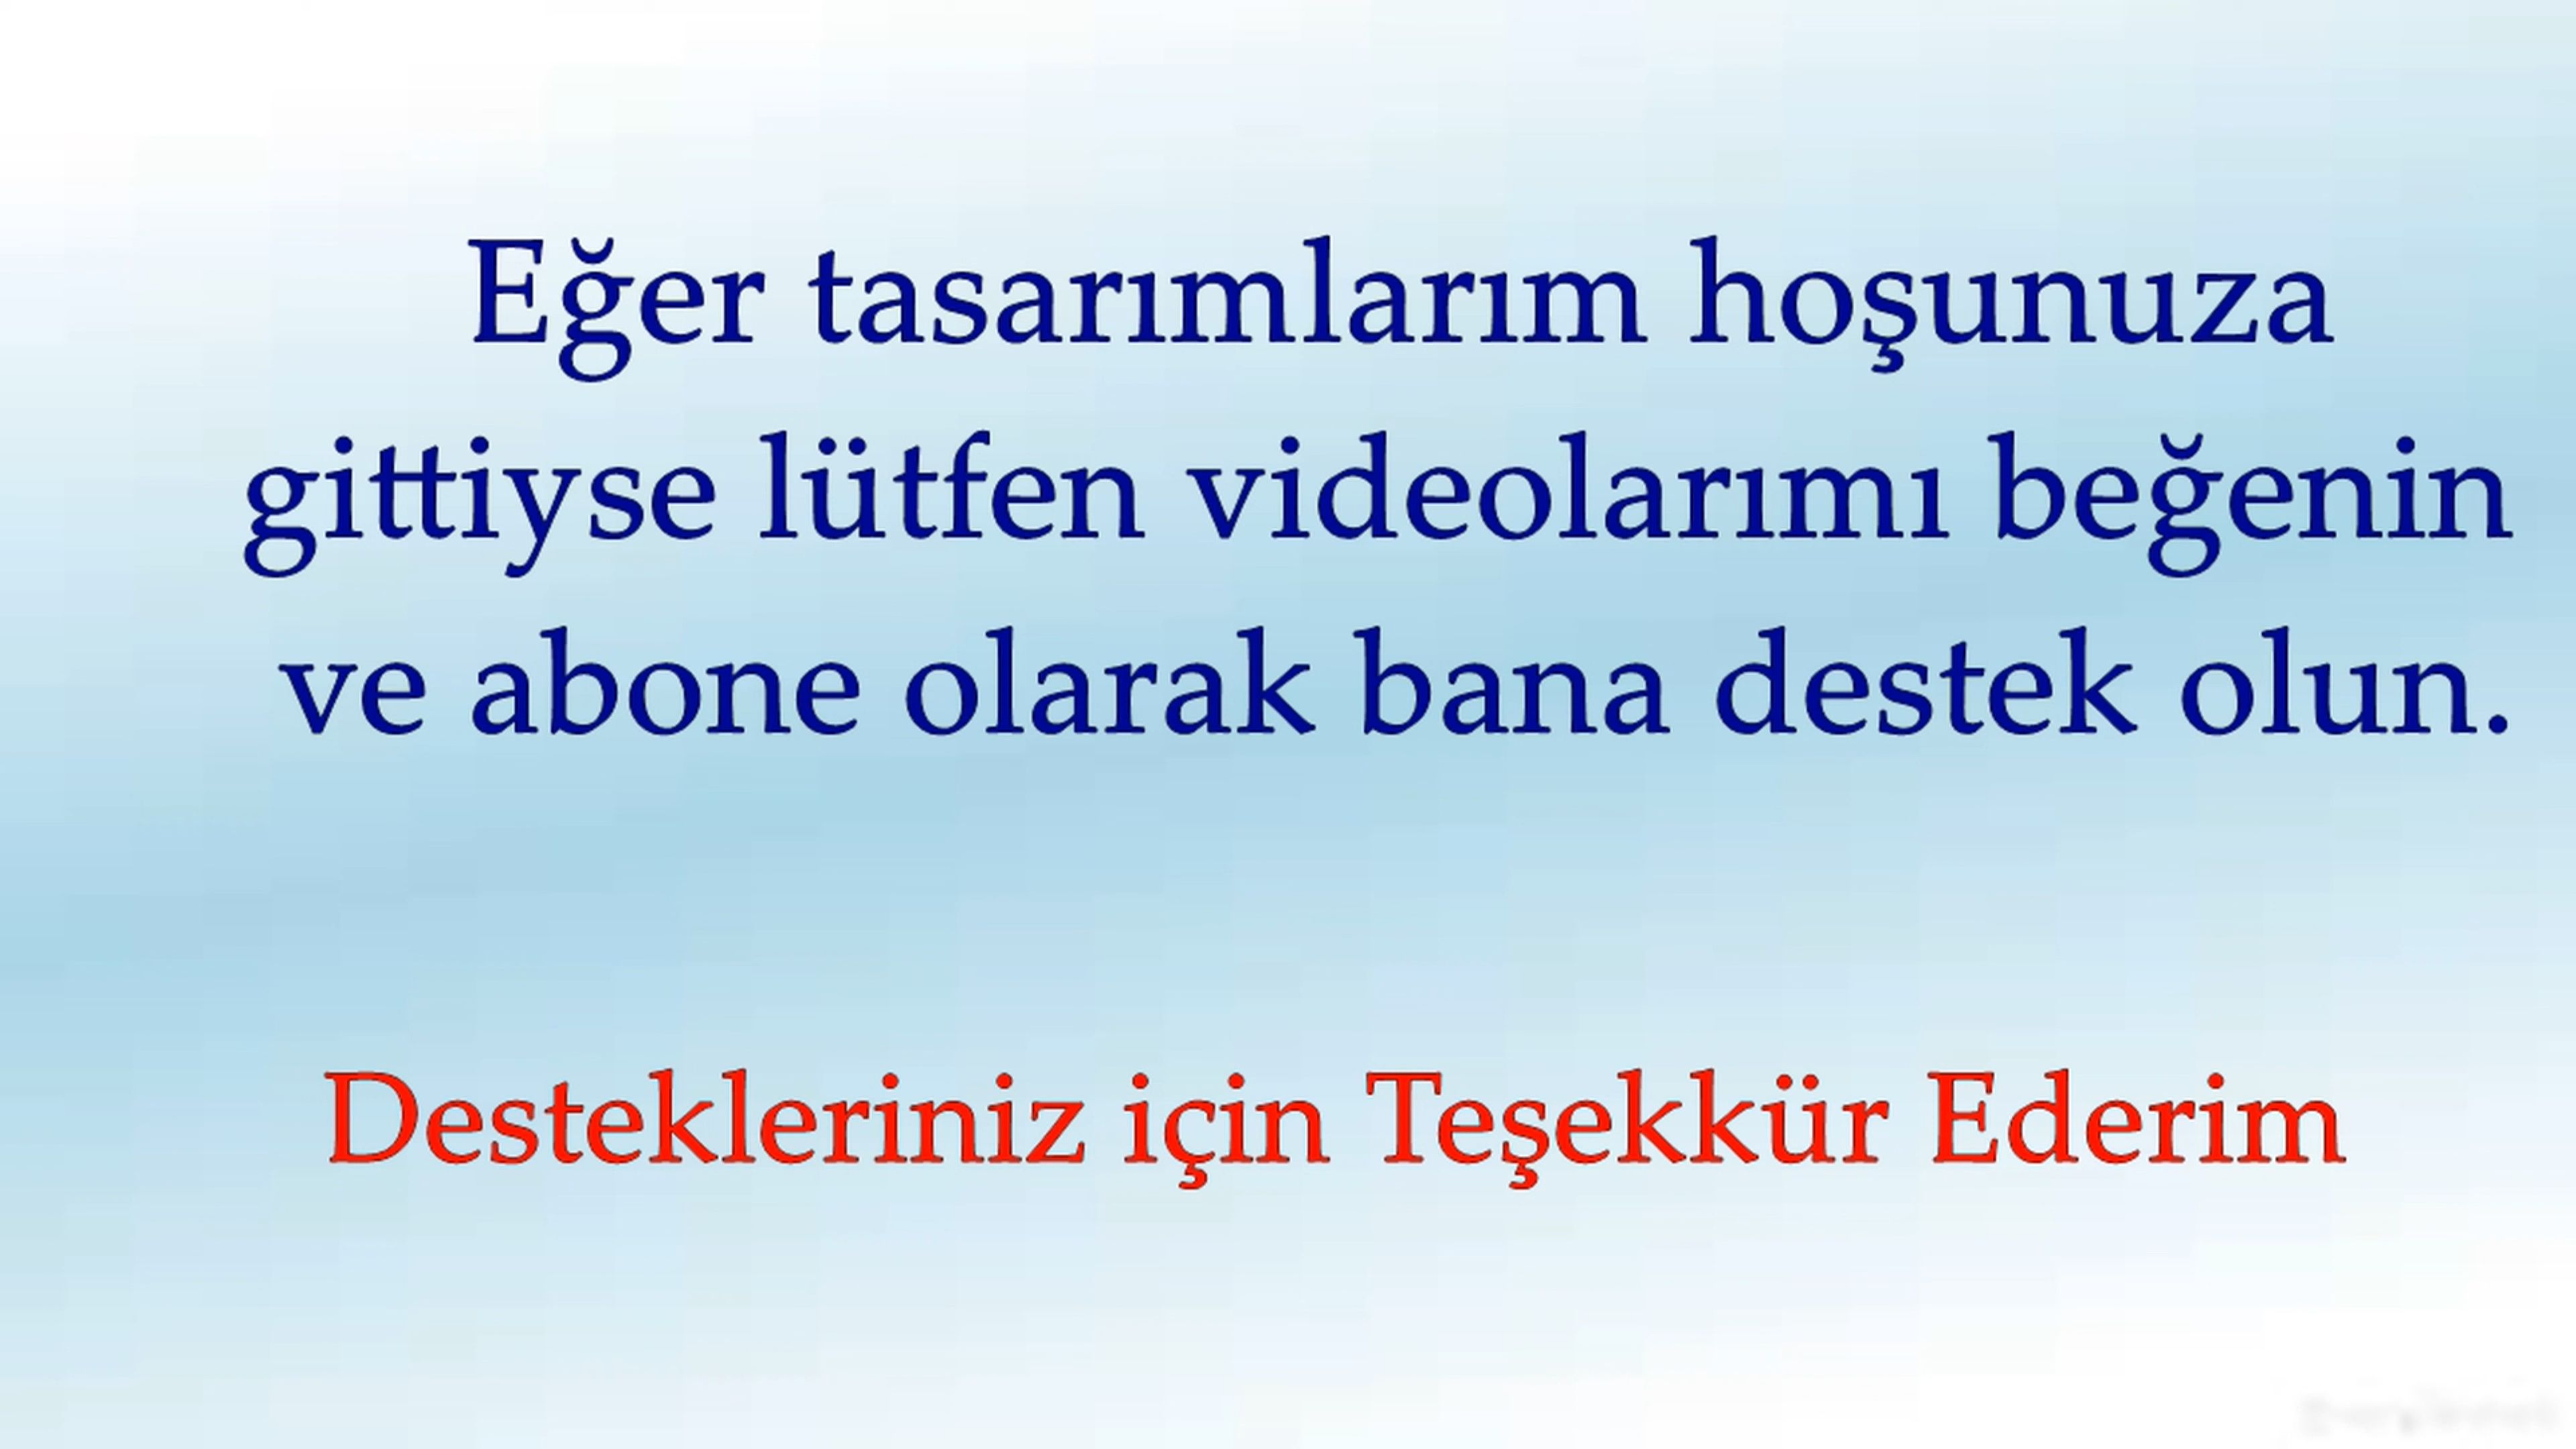 Eğer tasarımlarım hoşunuza
gittiyse lütfen videolarımı beğenin
ve abone olarak bana destek olun.
Destekleriniz için Teşekkür Ederim